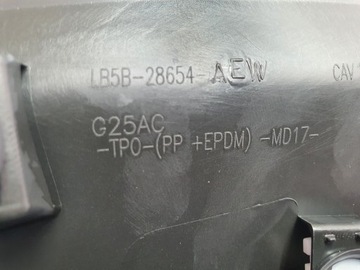 LB5B-28654-AEW CAV
G25AC
-TPO-(PP +EPDM) -MD17-